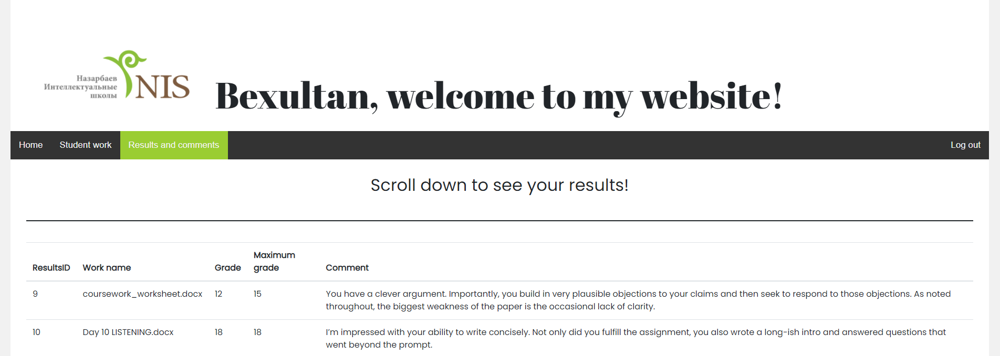 Назарбаев
Интеллектуальные
школы
NIS
Bexultan, welcome to my website!
Home Student work Results and comments Log out
Scroll down to see your results!
ResultsID Work name Grade Maximum grade Comment
9 coursework_worksheet.docx 12 15 You have a clever argument. Importantly, you build in very plausible objections to your claims and then seek to respond to those objections. As noted
throughout, the biggest weakness of the paper is the occasional lack of clarity.
10 Day 10 LISTENING.docx 18 18 I’m impressed with your ability to write concisely. Not only did you fulfill the assignment, you also wrote a long-ish intro and answered questions that
went beyond the prompt.